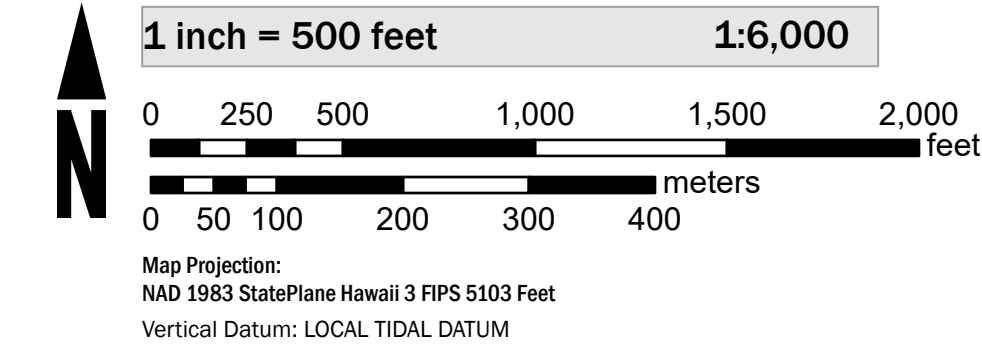 1 inch = 500 feet 1:6,000
0 250 500 1,000 1,500 2,000
feet
meters
0 50 100 200 300 400
N
Map Projection:
NAD 1983 StatePlane Hawaii 3 FIPS 5103 Feet
Vertical Datum: LOCAL TIDAL DATUM